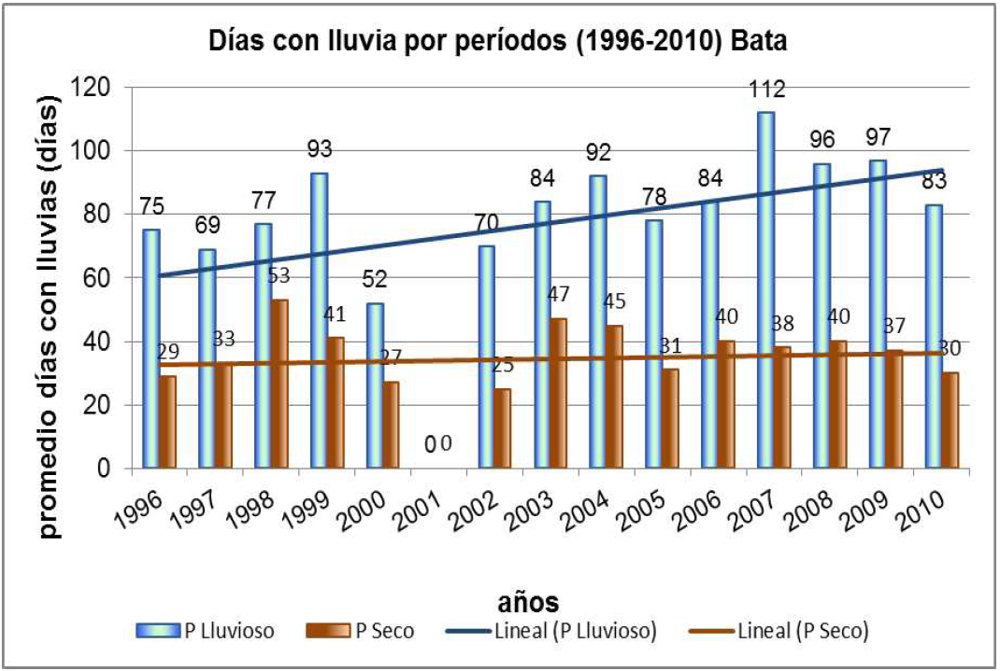 Días con lluvia por períodos (1996-2010) Bata
promedio días con lluvias (días)
120
100
80
60
40
20
0
75 69 77 93 52 0 70 84 92 78 84 112 96 97 83
29 33 53 41 27 0 25 47 45 31 40 38 40 37 30
1996 1997 1998 1999 2000 2001 2002 2003 2004 2005 2006 2007 2008 2009 2010
años
P Lluvioso P Seco Lineal (P Lluvioso) Lineal (P Seco)